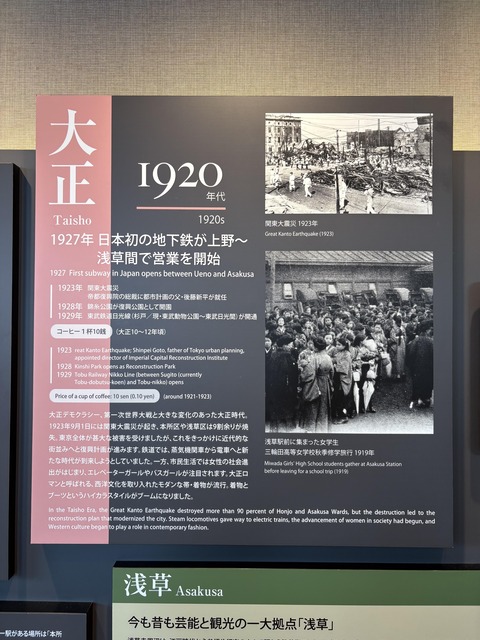 大正
Taisho
1920年代
1920s
1927年 日本初の地下鉄が上野〜
浅草間で営業を開始
1927 First subway in Japan opens between Ueno and Asakusa
1923年 関東大震災
帝都復興院の総裁に都市計画の父・後藤新平が就任
1928年 錦糸公園が復興公園として開園
1929年 東武鉄道日光線(杉戸／現・東武動物公園〜東武日光間)が開通
コーヒー1杯10銭 (大正10〜12年頃)
1923 reat Kanto Earthquake; Shinpei Goto, father of Tokyo urban planning,
appointed director of Imperial Capital Reconstruction Institute
1928 Kinshi Park opens as Reconstruction Park
1929 Tobu Railway Nikko Line (between Sugito (currently
Tobu-dobutsu-koen) and Tobu-nikko) opens
Price of a cup of coffee: 10 sen (0.10 yen) (around 1921-1923)
大正デモクラシー、第一次世界大戦と大きな変化のあった大正時代。
1923年9月1日には関東大震災が起き、本所区や浅草区は9割余りが焼
失、東京全体が甚大な被害を受けましたが、これをきっかけに近代的な
街並みへと復興計画が進みます。鉄道では、蒸気機関車から電車へと新
たな時代が到来しようとしていました。一方、市民生活では女性の社会進
出がはじまり、エレベーターガールやバスガールが注目されます。大正ロ
マンと呼ばれる、西洋文化を取り入れたモダンな帯・着物が流行、着物と
ブーツというハイカラスタイルがブームになりました。
In the Taisho Era, the Great Kanto Earthquake destroyed more than 90 percent of Honjo and Asakusa Wards, but the destruction led to the
reconstruction plan that modernized the city. Steam locomotives gave way to electric trains, the advancement of women in society had begun, and
Western culture began to play a role in contemporary fashion.
関東大震災 1923年
Great Kanto Earthquake (1923)
浅草駅前に集まった女学生
三輪田高等女学校秋季修学旅行 1919年
Miwada Girls' High School students gather at Asakusa Station
before leaving for a school trip (1919)
浅草 Asakusa
今も昔も芸能と観光の一大拠点「浅草」
ー駅がある場所は「本所